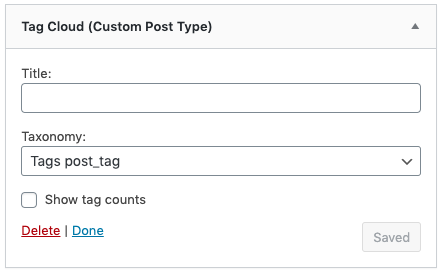 Tag Cloud (Custom Post Type)
Title:
Taxonomy:
Tags post_tag
Show tag counts
Delete | Done
Saved